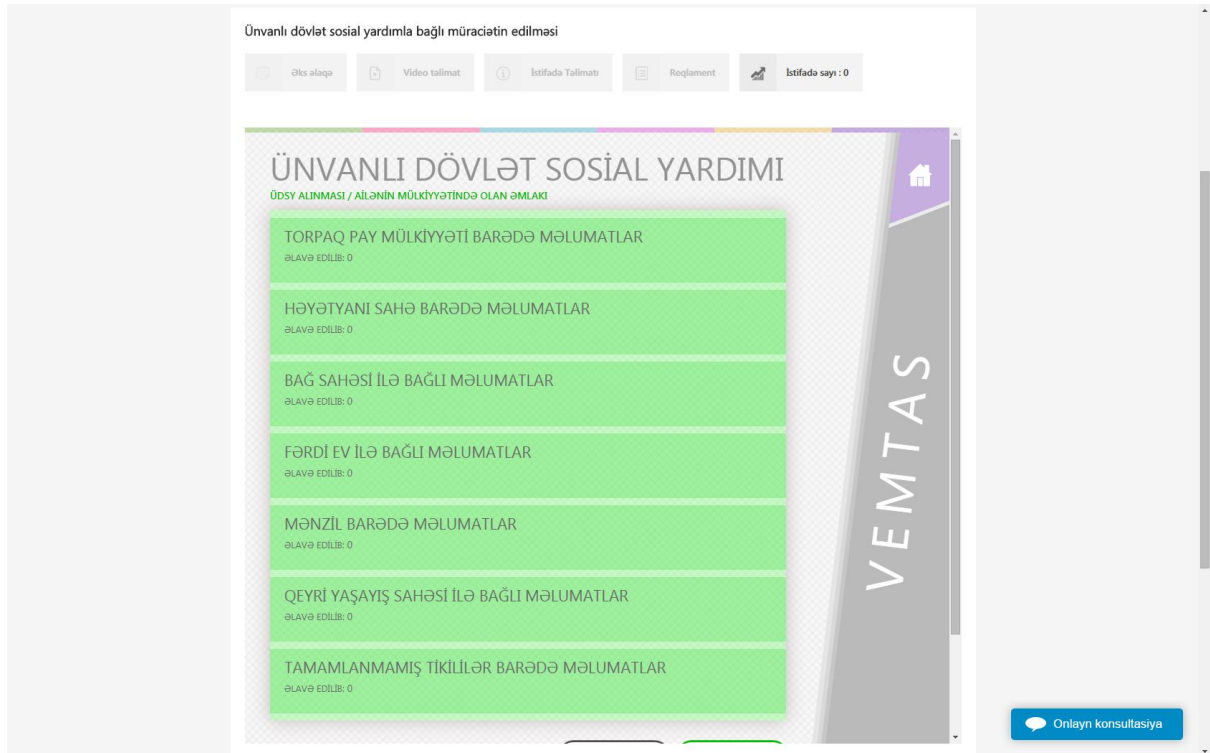 Ünvanlı dövlət sosial yardımla bağlı müraciətin edilməsi
Əks əlaqə
Video təlimat
İstifadə Təlimatı
Reqlament
İstifadə sayı : 0
ÜNVANLI DÖVLƏT SOSİAL YARDIMI
ÜDSY ALINMASI / AİLƏNİN MÜLKİYYƏTİNDƏ OLAN ƏMLAKI
TORPAQ PAY MÜLKİYYƏTİ BARƏDƏ MƏLUMATLAR
ƏLAVƏ EDİLİB: 0
HƏYƏTYANI SAHƏ BARƏDƏ MƏLUMATLAR
ƏLAVƏ EDİLİB: 0
BAĞ SAHƏSİ İLƏ BAĞLI MƏLUMATLAR
ƏLAVƏ EDİLİB: 0
FƏRDİ EV İLƏ BAĞLI MƏLUMATLAR
ƏLAVƏ EDİLİB: 0
MƏNZİL BARƏDƏ MƏLUMATLAR
ƏLAVƏ EDİLİB: 0
QEYRİ YAŞAYIŞ SAHƏSİ İLƏ BAĞLI MƏLUMATLAR
ƏLAVƏ EDİLİB: 0
TAMAMLANMAMIŞ TİKİLİLƏR BARƏDƏ MƏLUMATLAR
ƏLAVƏ EDİLİB: 0
VEMTAS
Onlayn konsultasiya